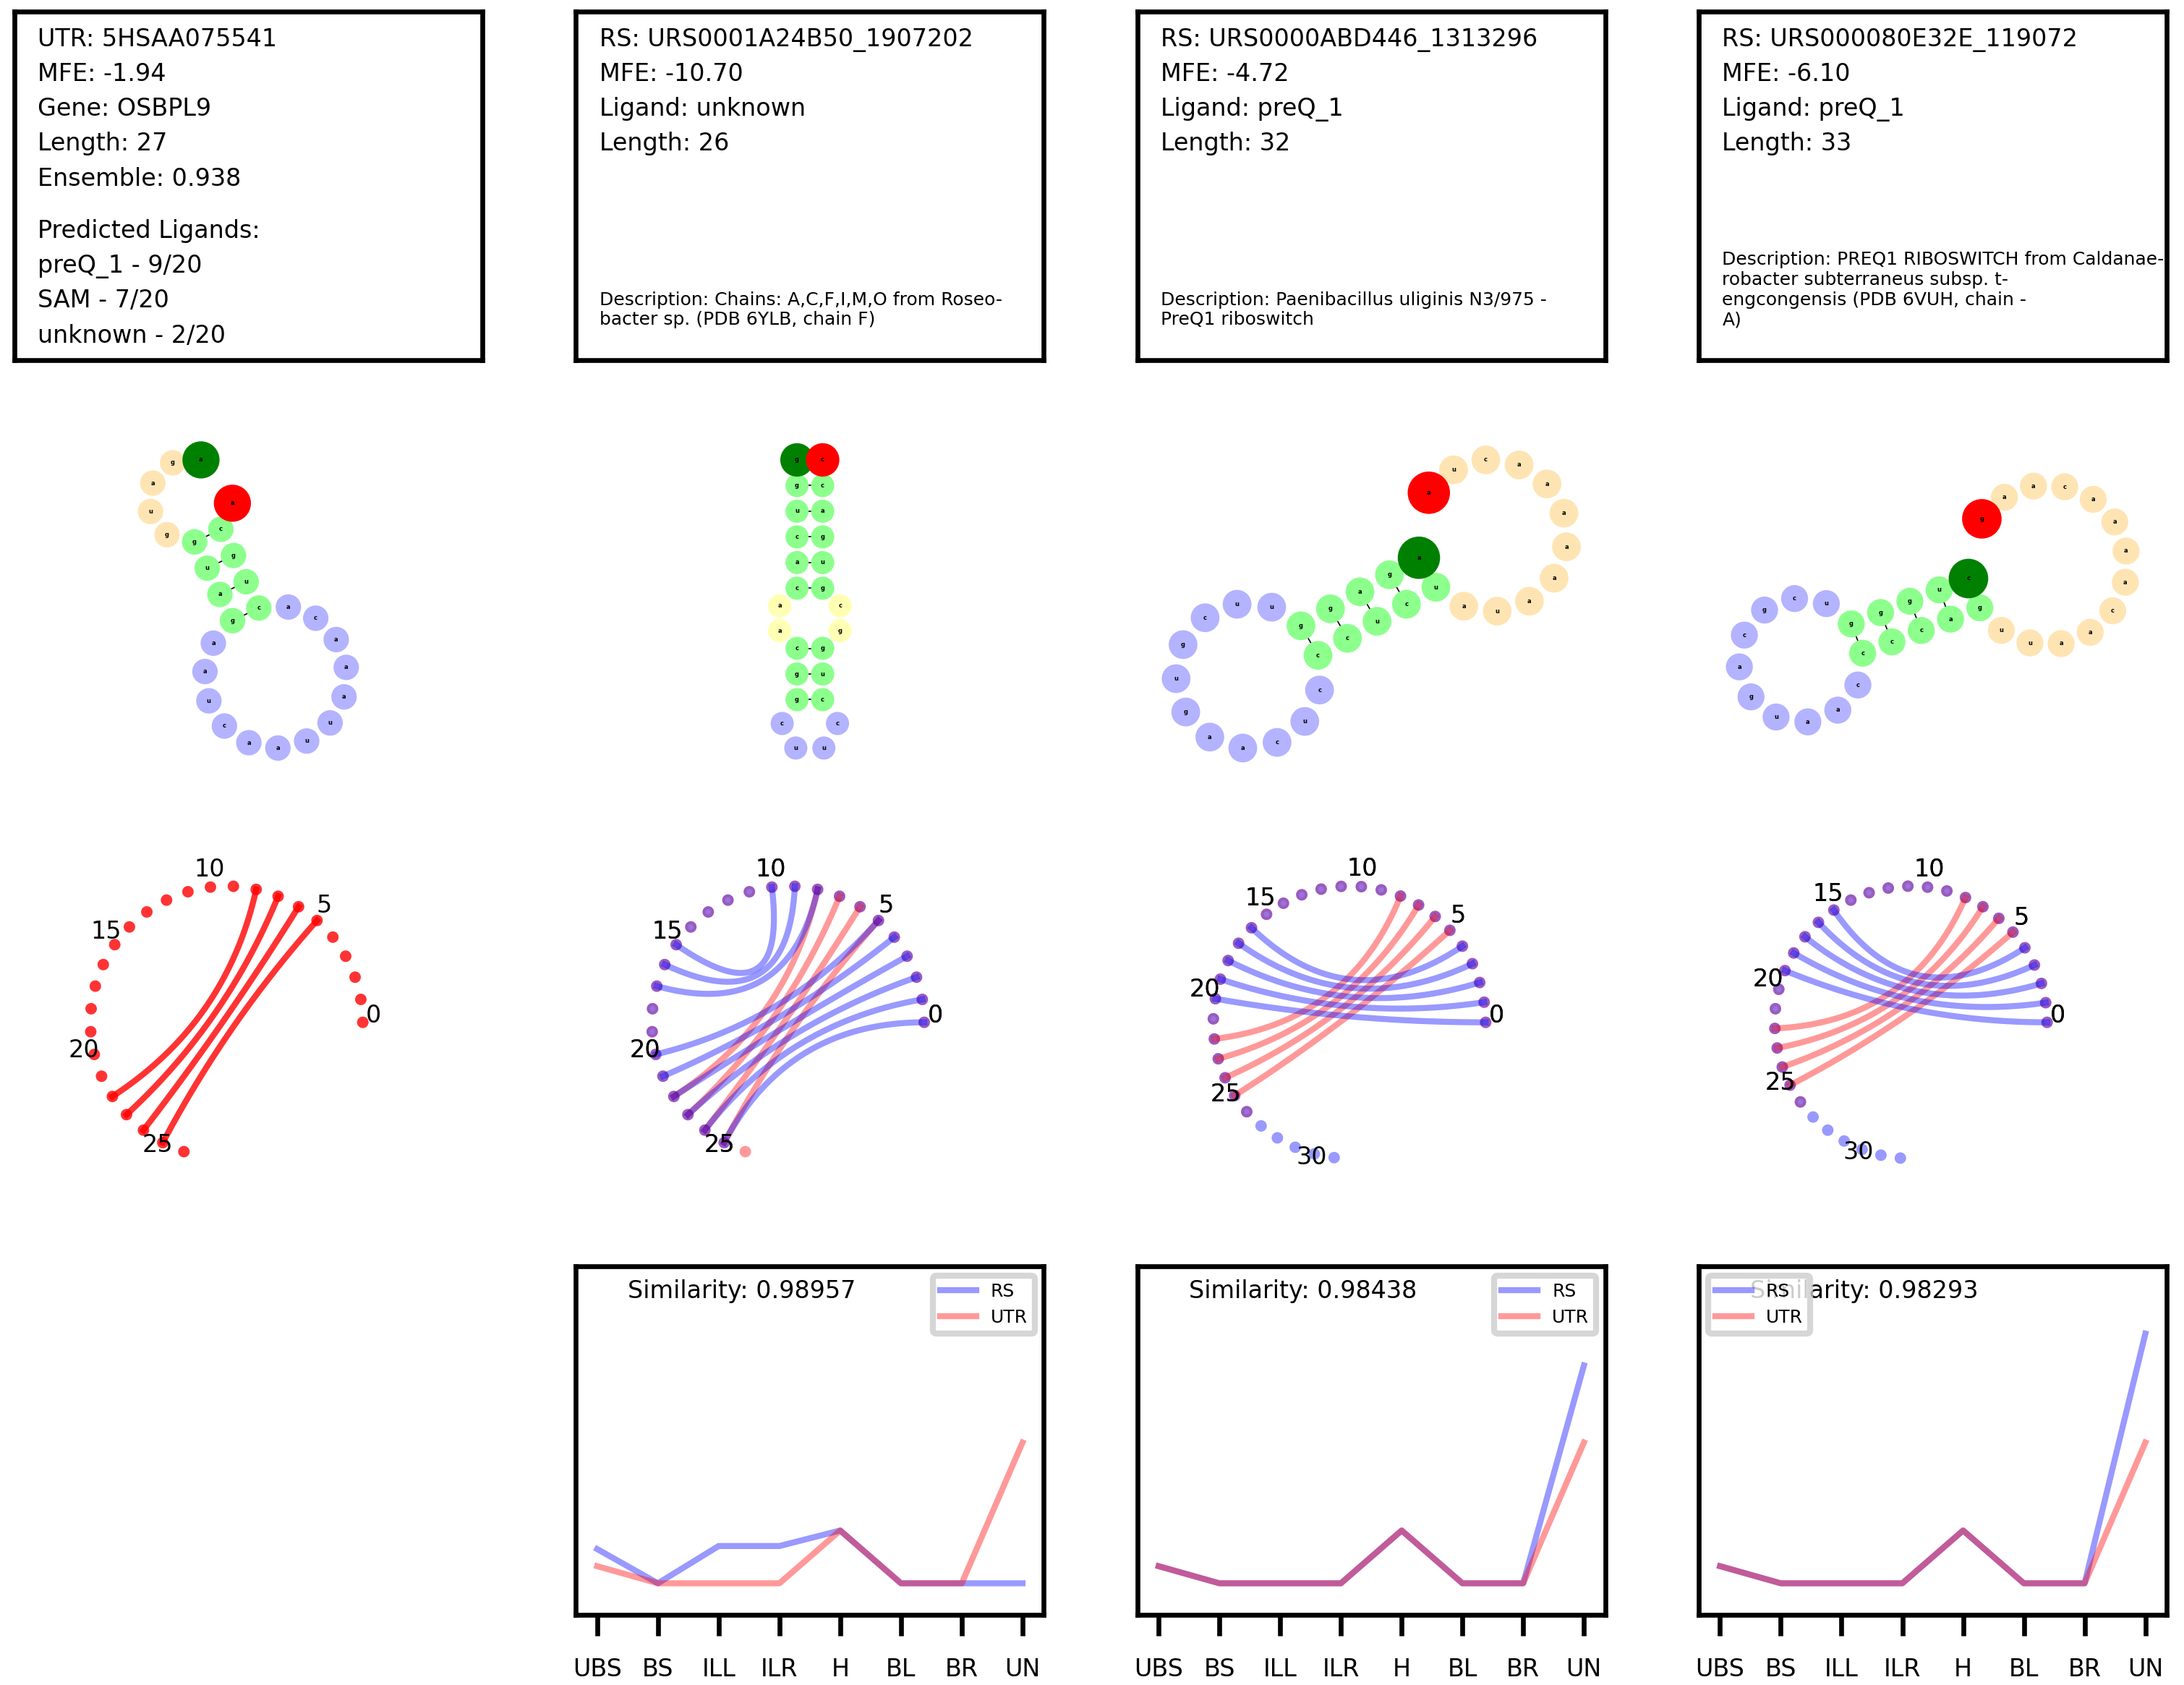 UTR: 5HSAA075541
MFE: -1.94
Gene: OSBPL9
Length: 27
Ensemble: 0.938
Predicted Ligands:
preQ_1 - 9/20
SAM - 7/20
unknown - 2/20
RS: URS0001A24B50_1907202
MFE: -10.70
Ligand: unknown
Length: 26
Description: Chains: A,C,F,I,M,O from Roseo-
bacter sp. (PDB 6YLB, chain F)
RS: URS0000ABD446_1313296
MFE: -4.72
Ligand: preQ_1
Length: 32
Description: Paenibacillus uliginis N3/975 -
PreQ1 riboswitch
RS: URS000080E32E_119072
MFE: -6.10
Ligand: preQ_1
Length: 33
Description: PREQ1 RIBOSWITCH from Caldanae-
robacter subterraneus subsp. t-
engcongensis (PDB 6VUH, chain -
A)
0
5
10
15
20
25
0
5
10
15
20
25
0
5
10
15
20
25
30
0
5
10
15
20
25
30
Similarity: 0.98957
RS
UTR
UBS BS ILL ILR H BL BR UN
Similarity: 0.98438
RS
UTR
UBS BS ILL ILR H BL BR UN
Similarity: 0.98293
RS
UTR
UBS BS ILL ILR H BL BR UN